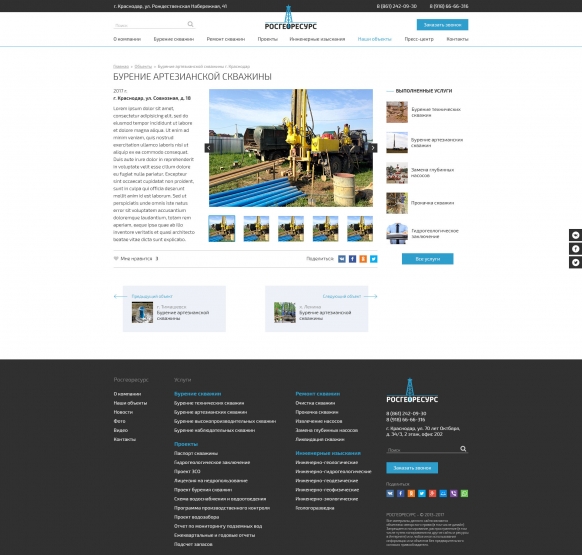 г. Краснодар, ул. Рождественская Набережная, 41
8 (861) 242-09-30
8 (918) 66-66-316
Поиск
РОСГЕОРЕСУРС
Заказать звонок
О компании Бурение скважин Ремонт скважин Проекты Инженерные изыскания Наши объекты Пресс-центр Контакты
Главная > Объекты > Бурение артезианской скважины г. Краснодар
БУРЕНИЕ АРТЕЗИАНСКОЙ СКВАЖИНЫ
2017 г.
г. Краснодар, ул. Совхозная, д. 18
Lorem ipsum dolor sit amet,
consectetur adipisicing elit, sed do
eiusmod tempor incididunt ut labore
et dolore magna aliqua. Ut enim ad
minim veniam, quis nostrud
exercitation ullamco laboris nisi ut
aliquip ex ea commodo consequat.
Duis aute irure dolor in reprehenderit
in voluptate velit esse cillum dolore
eu fugiat nulla pariatur. Excepteur
sint occaecat cupidatat non proident,
sunt in culpa qui officia deserunt
mollit anim id est laborum. Sed ut
perspiciatis unde omnis iste natus
error sit voluptatem accusantium
doloremque laudantium, totam rem
aperiam, eaque ipsa quae ab illo
inventore veritatis et quasi architecto
beatae vitae dicta sunt explicabo.
Мне нравится 3
Поделиться:
ВЫПОЛНЕННЫЕ УСЛУГИ
Бурение технических
скважин
Бурение артезианских
скважин
Замена глубинных
насосов
Прокачка скважин
Гидрогеологическое
заключение
Все услуги
Предыдущий объект
г. Тимашевск
Бурение артезианской
скважины
Следующий объект
Бурение артезианской
скважины
Росгеоресурс
О компании
Наши объекты
Новости
Фото
Видео
Контакты
Услуги
Бурение скважин
Бурение технических скважин
Бурение артезианских скважин
Бурение высокопроизводительных скважин
Бурение наблюдательных скважин
Проекты
Паспорт скважины
Гидрогеологическое заключение
Проект ЗСО
Лицензия на недропользование
Проект бурения скважин
Схема водоснабжения и водоотведения
Программа производственного контроля
Проект водозабора
Отчет по мониторингу подземных вод
Ежеквартальные и годовые отчеты
Подсчет запасов
Ремонт скважин
Очистка скважин
Прокачка скважин
Извлечение насосов
Замена глубинных насосов
Ликвидация скважин
Инженерные изыскания
Инженерно-геологические
Инженерно-гидрогеологические
Инженерно-геодезические
Инженерно-геофизические
Инженерно-экологические
Геологоразведка
РОСГЕОРЕСУРС
8 (861) 242-09-30
8 (918) 66-66-316
г. Краснодар, ул. 70 лет Октября,
д. 34/3, 2 этаж, офис 202
Поиск
Заказать звонок
Поделиться:
РОСГЕОРЕСУРС - © 2013-2017